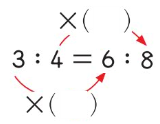 ×( )
3 : 4 = 6 : 8
×( )